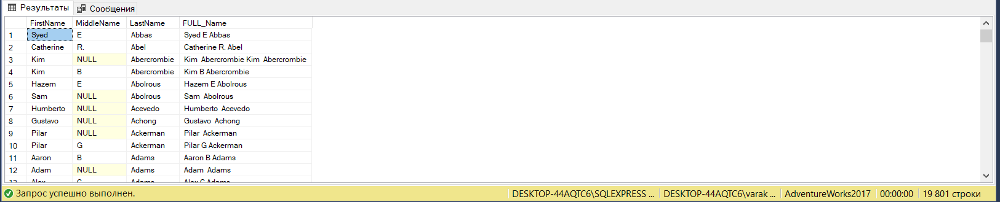 Результаты Сообщения
FirstName MiddleName LastName FULL_Name
1 Syed E Abbas Syed E Abbas
2 Catherine R. Abel Catherine R. Abel
3 Kim NULL Abercrombie Kim  Abercrombie Kim  Abercrombie
4 Kim B Abercrombie Kim B Abercrombie
5 Hazem E Abolrous Hazem E Abolrous
6 Sam NULL Abolrous Sam  Abolrous
7 Humberto NULL Acevedo Humberto  Acevedo
8 Gustavo NULL Achong Gustavo  Achong
9 Pilar NULL Ackerman Pilar  Ackerman
10 Pilar G Ackerman Pilar G Ackerman
11 Aaron B Adams Aaron B Adams
12 Adam NULL Adams Adam  Adams
13 Alex C Adams Alex C Adams
Запрос успешно выполнен. DESKTOP-44AQTC6\SQLEXPRESS ... DESKTOP-44AQTC6\varak ... AdventureWorks2017 00:00:00 19 801 строки